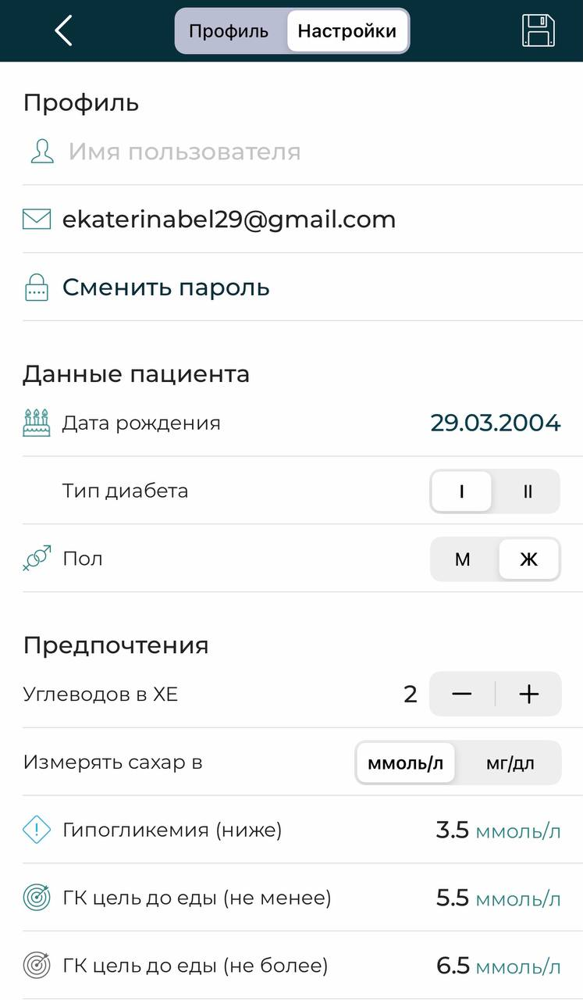 Профиль Настройки
Профиль
Имя пользователя
ekaterinabel29@gmail.com
Сменить пароль
Данные пациента
Дата рождения 29.03.2004
Тип диабета I II
Пол М Ж
Предпочтения
Углеводов в ХЕ 2 − +
Измерять сахар в ммоль/л мг/дл
Гипогликемия (ниже) 3.5 ммоль/л
ГК цель до еды (не менее) 5.5 ммоль/л
ГК цель до еды (не более) 6.5 ммоль/л